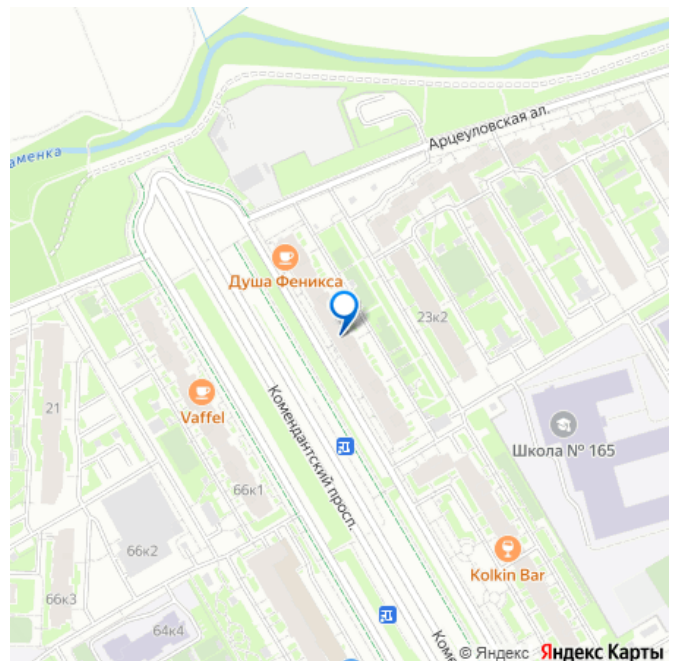 Арцеуловская ал.
аменка
Душа Феникса
23к2
21
Vaffel
Комендантский просп.
Школа № 165
66к1
66к2
Kolkin Bar
66к3
64к4
Ком
© Яндекс Яндекс Карты